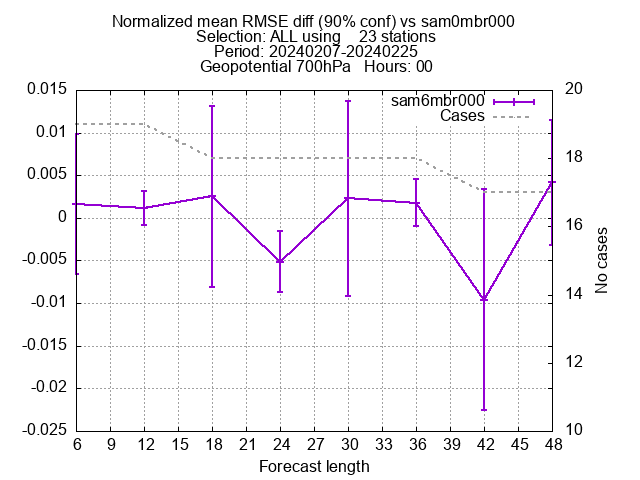 Normalized mean RMSE diff (90% conf) vs sam0mbr000
Selection: ALL using 23 stations
Period: 20240207-20240225
Geopotential 700hPa Hours: 00
sam6mbr000
Cases
0.015
0.01
0.005
0
-0.005
-0.01
-0.015
-0.02
-0.025
20
18
16
14
12
10
No cases
6 9 12 15 18 21 24 27 30 33 36 39 42 45 48
Forecast length